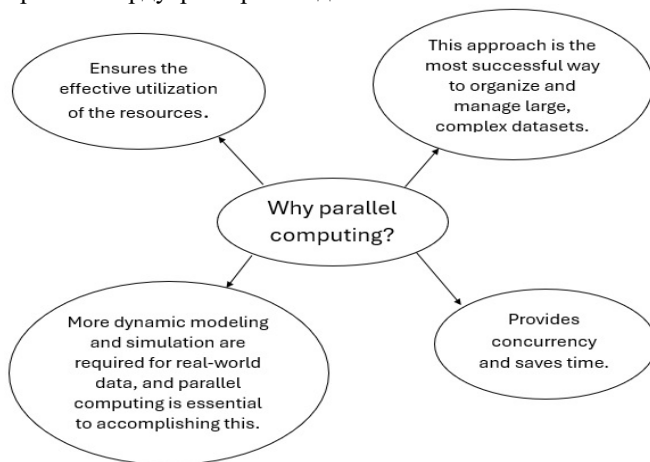 Ensures the
effective utilization
of the resources.
This approach is the
most successful way
to organize and
manage large,
complex datasets.
Why parallel
computing?
More dynamic modeling
and simulation are
required for real-world
data, and parallel
computing is essential
to accomplishing this.
Provides
concurrency
and saves time.